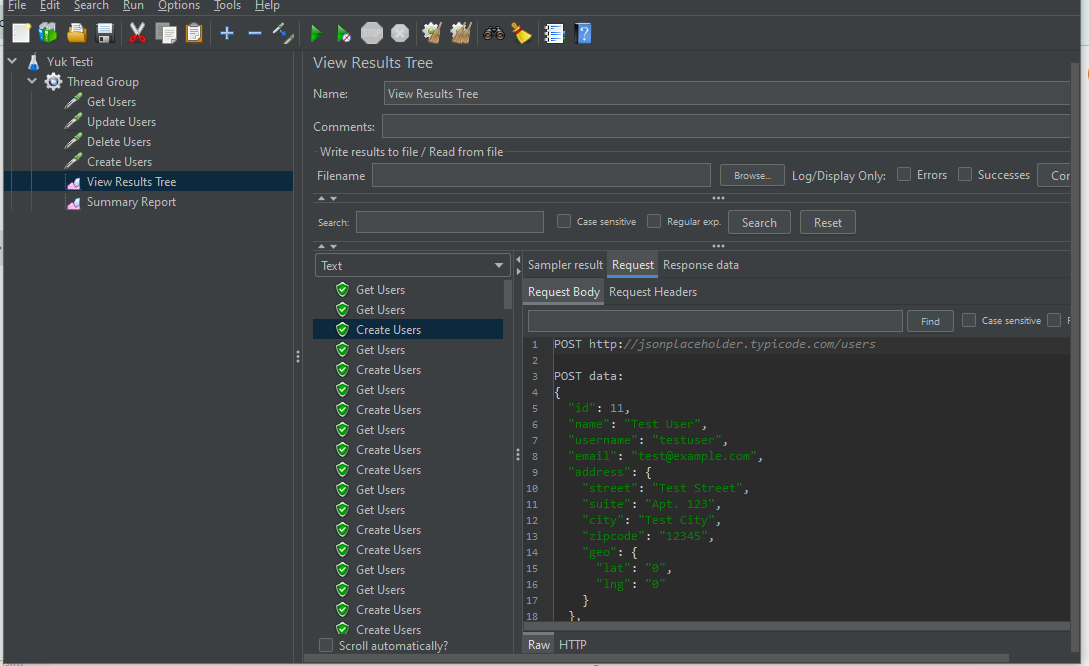 File Edit Search Run Options Tools Help
STOP
Yuk Testi
Thread Group
Get Users
Update Users
Delete Users
Create Users
View Results Tree
Summary Report
View Results Tree
Name: View Results Tree
Comments:
Write results to file / Read from file
Filename Browse... Log/Display Only: Errors Successes Con
Search: Case sensitive Regular exp. Search Reset
Text
Get Users
Get Users
Create Users
Get Users
Create Users
Get Users
Create Users
Get Users
Create Users
Create Users
Get Users
Get Users
Create Users
Create Users
Get Users
Get Users
Create Users
Create Users
Scroll automatically?
Sampler result Request Response data
Request Body Request Headers
Find Case sensitive
1 POST http://jsonplaceholder.typicode.com/users
2
3 POST data:
4 {
5 "id": 11,
6 "name": "Test User",
7 "username": "testuser",
8 "email": "test@example.com",
9 "address": {
10 "street": "Test Street",
11 "suite": "Apt. 123",
12 "city": "Test City",
13 "zipcode": "12345",
14 "geo": {
15 "lat": "0",
16 "lng": "0"
17 }
18 },
Raw HTTP